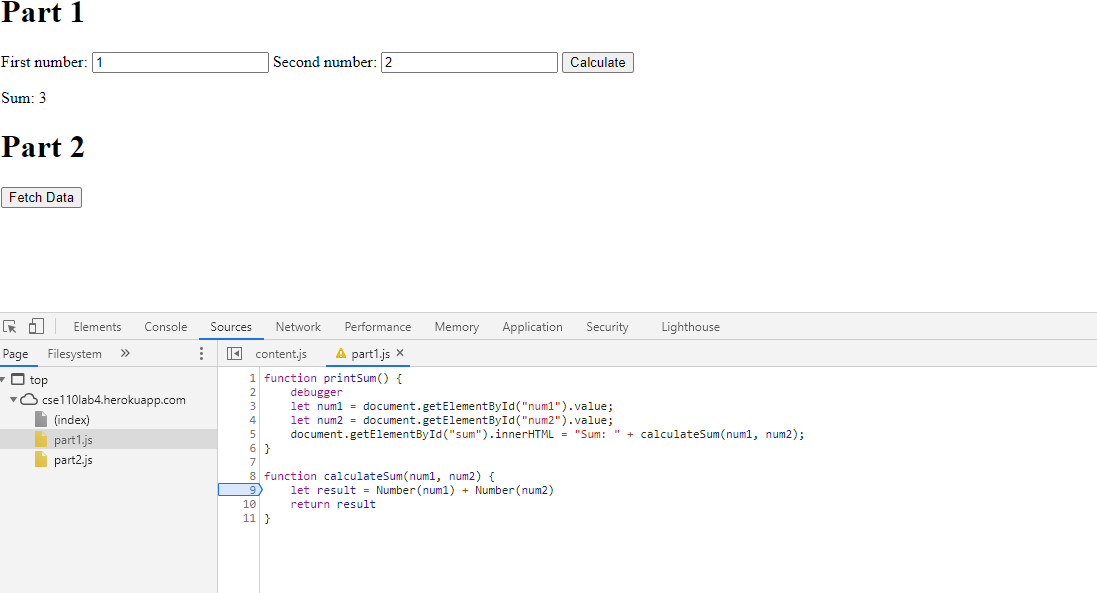 Part 1
First number: 1 Second number: 2 Calculate
Sum: 3
Part 2
Fetch Data
Elements Console Sources Network Performance Memory Application Security Lighthouse
Page Filesystem » content.js part1.js ×
top
cse110lab4.herokuapp.com
(index)
part1.js
part2.js
1 function printSum() {
2 debugger
3 let num1 = document.getElementById("num1").value;
4 let num2 = document.getElementById("num2").value;
5 document.getElementById("sum").innerHTML = "Sum: " + calculateSum(num1, num2);
6 }
7
8 function calculateSum(num1, num2) {
9 let result = Number(num1) + Number(num2)
10 return result
11 }